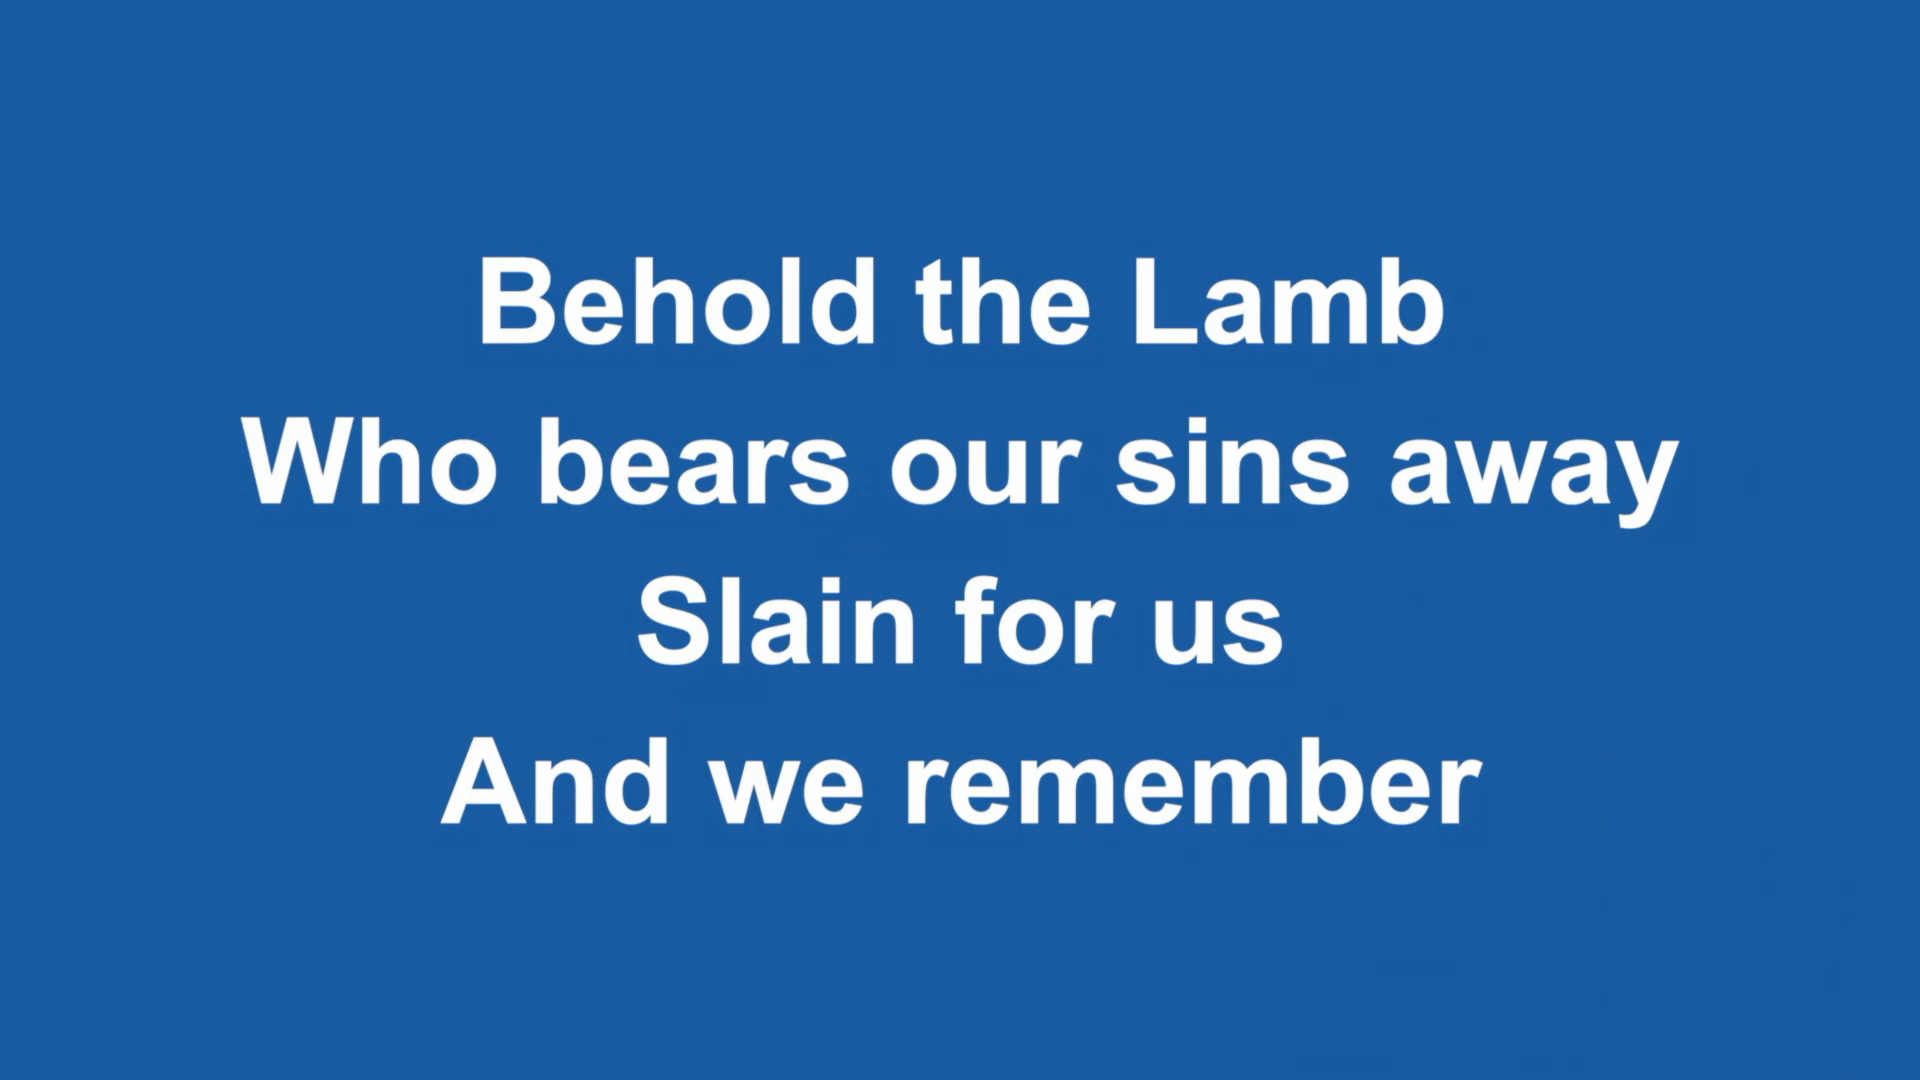 Behold the Lamb
Who bears our sins away
Slain for us
And we remember